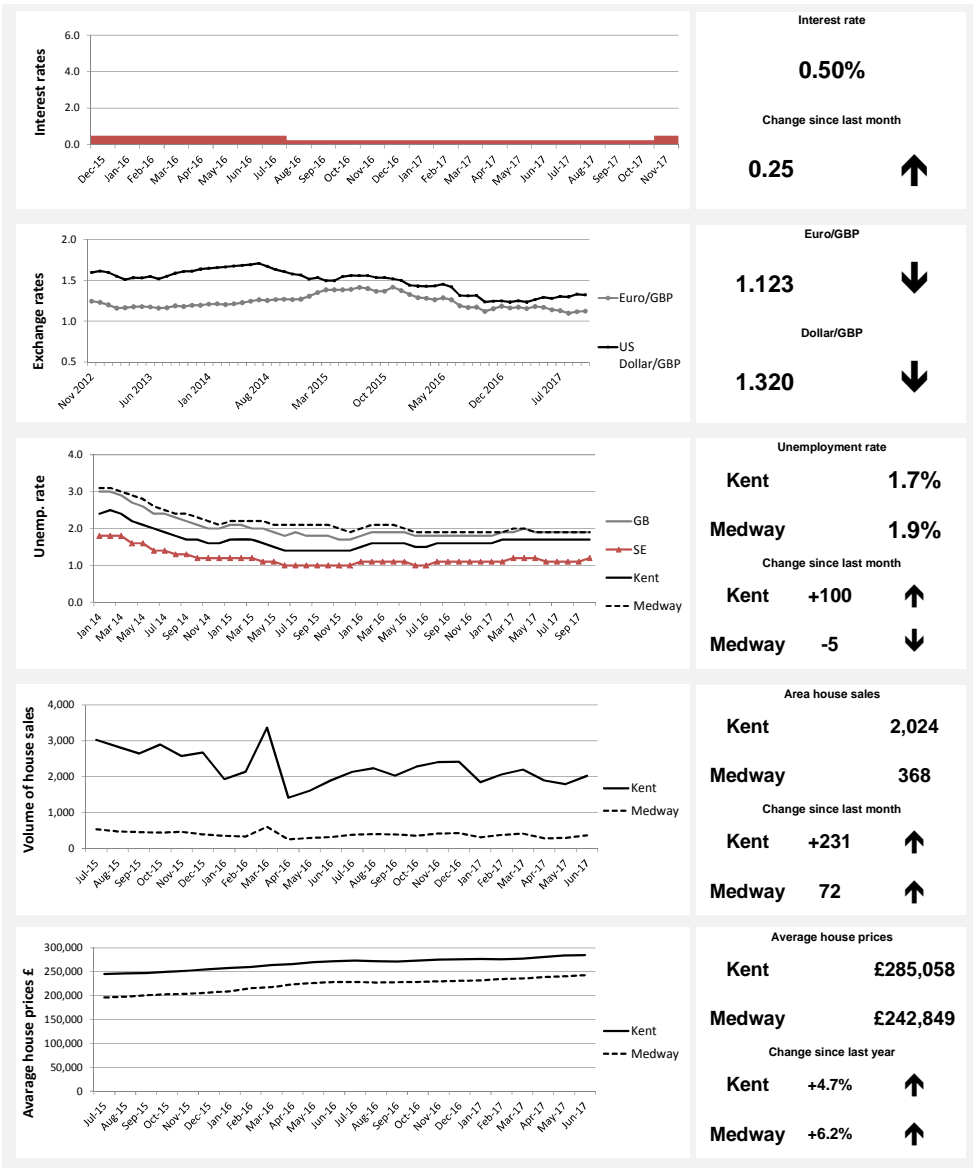 Interest rates
6.0
4.0
2.0
0.0
Dec-15 Jan-16 Feb-16 Mar-16 Apr-16 May-16 Jun-16 Jul-16 Aug-16 Sep-16 Oct-16 Nov-16 Dec-16 Jan-17 Feb-17 Mar-17 Apr-17 May-17 Jun-17 Jul-17 Aug-17 Sep-17 Oct-17 Nov-17
Interest rate
0.50%
Change since last month
0.25
Exchange rates
2.0
1.5
1.0
0.5
Nov 2012 Jun 2013 Jan 2014 Aug 2014 Mar 2015 Oct 2015 May 2016 Dec 2016 Jul 2017
Euro/GBP
US
Dollar/GBP
Euro/GBP
1.123
Dollar/GBP
1.320
Unemp. rate
4.0
3.0
2.0
1.0
0.0
Jan 14 Mar 14 May 14 Jul 14 Sep 14 Nov 14 Jan 15 Mar 15 May 15 Jul 15 Sep 15 Nov 15 Jan 16 Mar 16 May 16 Jul 16 Sep 16 Nov 16 Jan 17 Mar 17 May 17 Jul 17 Sep 17
GB
SE
Kent
Medway
Unemployment rate
Kent 1.7%
Medway 1.9%
Change since last month
Kent +100
Medway -5
Volume of house sales
4,000
3,000
2,000
1,000
0
Jul-15 Aug-15 Sep-15 Oct-15 Nov-15 Dec-15 Jan-16 Feb-16 Mar-16 Apr-16 May-16 Jun-16 Jul-16 Aug-16 Sep-16 Oct-16 Nov-16 Dec-16 Jan-17 Feb-17 Mar-17 Apr-17 May-17 Jun-17
Kent
Medway
Area house sales
Kent 2,024
Medway 368
Change since last month
Kent +231
Medway 72
Avarage house prices £
300,000
250,000
200,000
150,000
100,000
50,000
0
Jul-15 Aug-15 Sep-15 Oct-15 Nov-15 Dec-15 Jan-16 Feb-16 Mar-16 Apr-16 May-16 Jun-16 Jul-16 Aug-16 Sep-16 Oct-16 Nov-16 Dec-16 Jan-17 Feb-17 Mar-17 Apr-17 May-17 Jun-17
Kent
Medway
Average house prices
Kent £285,058
Medway £242,849
Change since last year
Kent +4.7%
Medway +6.2%